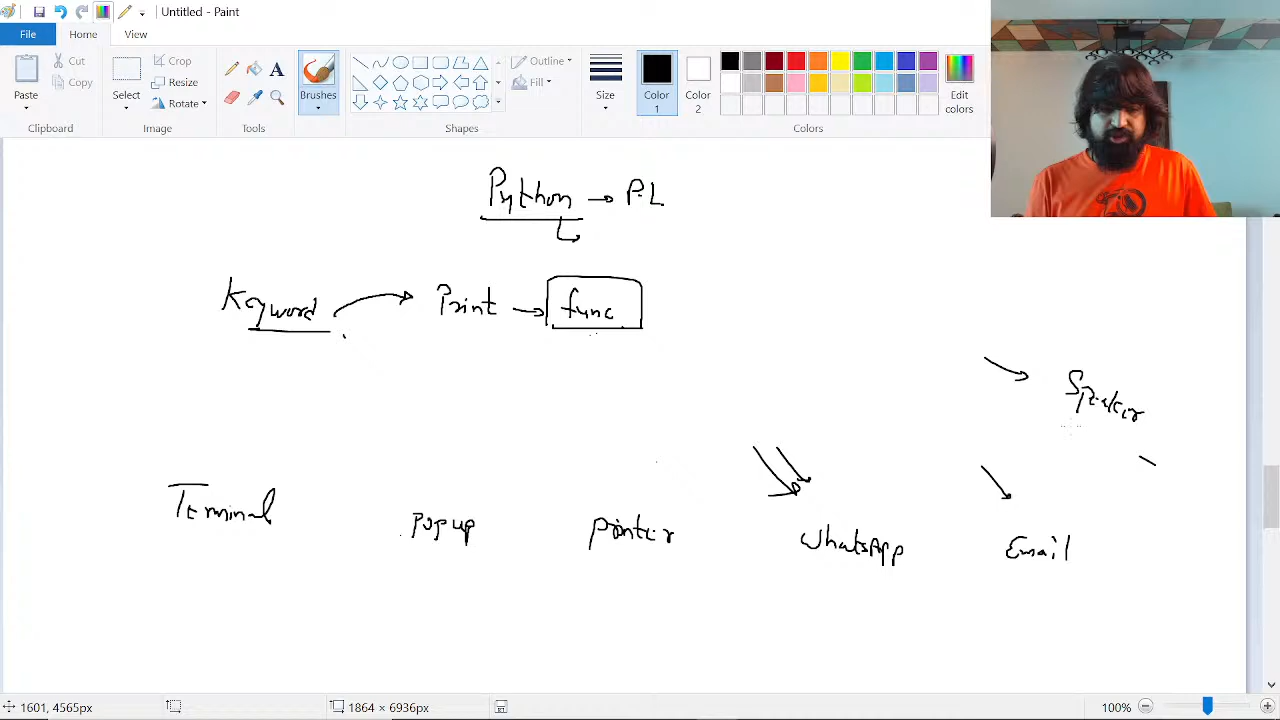 Untitled - Paint
File
Home
View
Paste
Cut
Copy
Clipboard
Select
Crop
Resize
Rotate
Image
A
Tools
Brushes
Outline
Fill
Shapes
Size
Color 1
Color 2
Edit colors
Colors
Python → P.L
Keyword
Print → func
Speaker
Terminal
Popup
printer
WhatsApp
Email
1601, 4565px
1864 × 6936px
100%